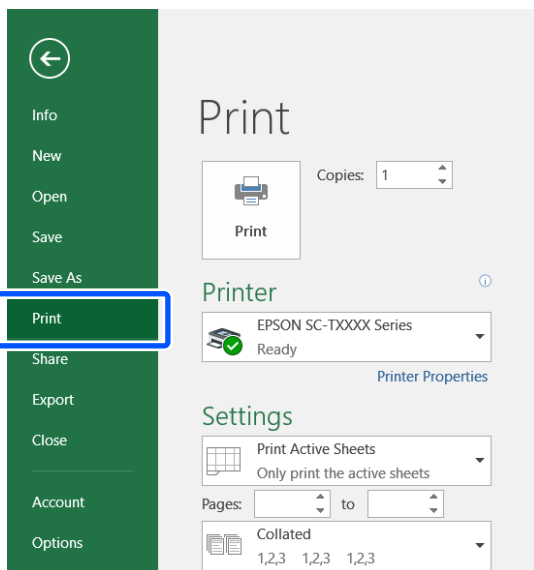 Info
New
Open
Save
Save As
Print
Share
Export
Close
Account
Options
Print
Copies: 1
Print
Printer
EPSON SC-TXXXX Series
Ready
Printer Properties
Settings
Print Active Sheets
Only print the active sheets
Pages: to
Collated
1,2,3 1,2,3 1,2,3